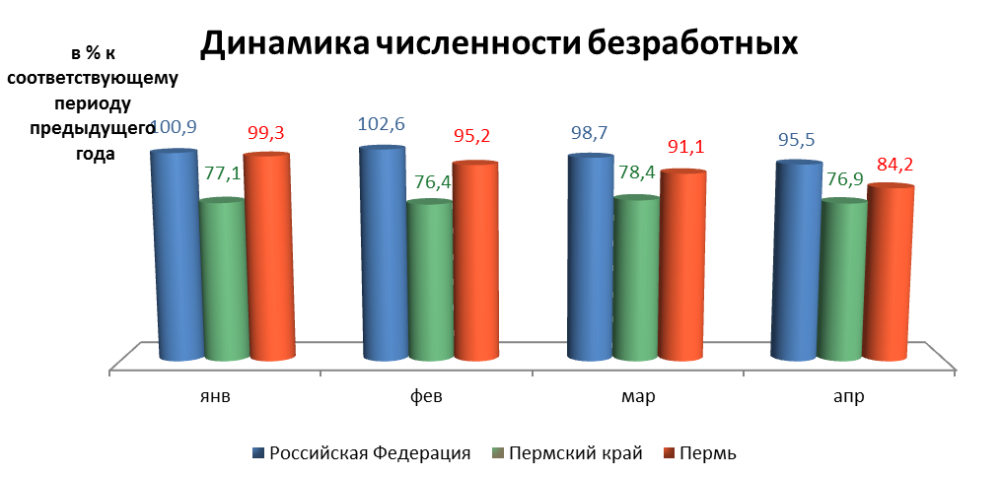 Динамика численности безработных
в % к
соответствующему
периоду
предыдущего
года
100,9
77,1
99,3
102,6
76,4
95,2
98,7
78,4
91,1
95,5
76,9
84,2
янв фев мар апр
Российская Федерация Пермский край Пермь